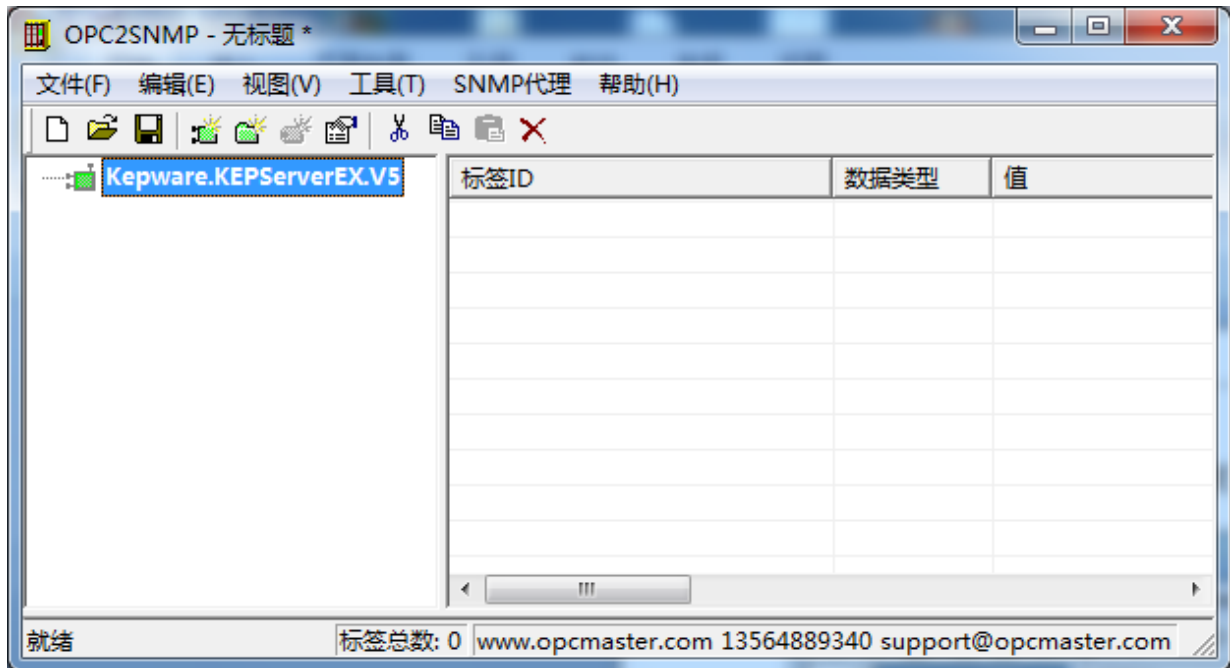 OPC2SNMP - 无标题 *
文件(F) 编辑(E) 视图(V) 工具(T) SNMP代理 帮助(H)
Kepware.KEPServerEX.V5
标签ID 数据类型 值
就绪 标签总数: 0 www.opcmaster.com 13564889340 support@opcmaster.com